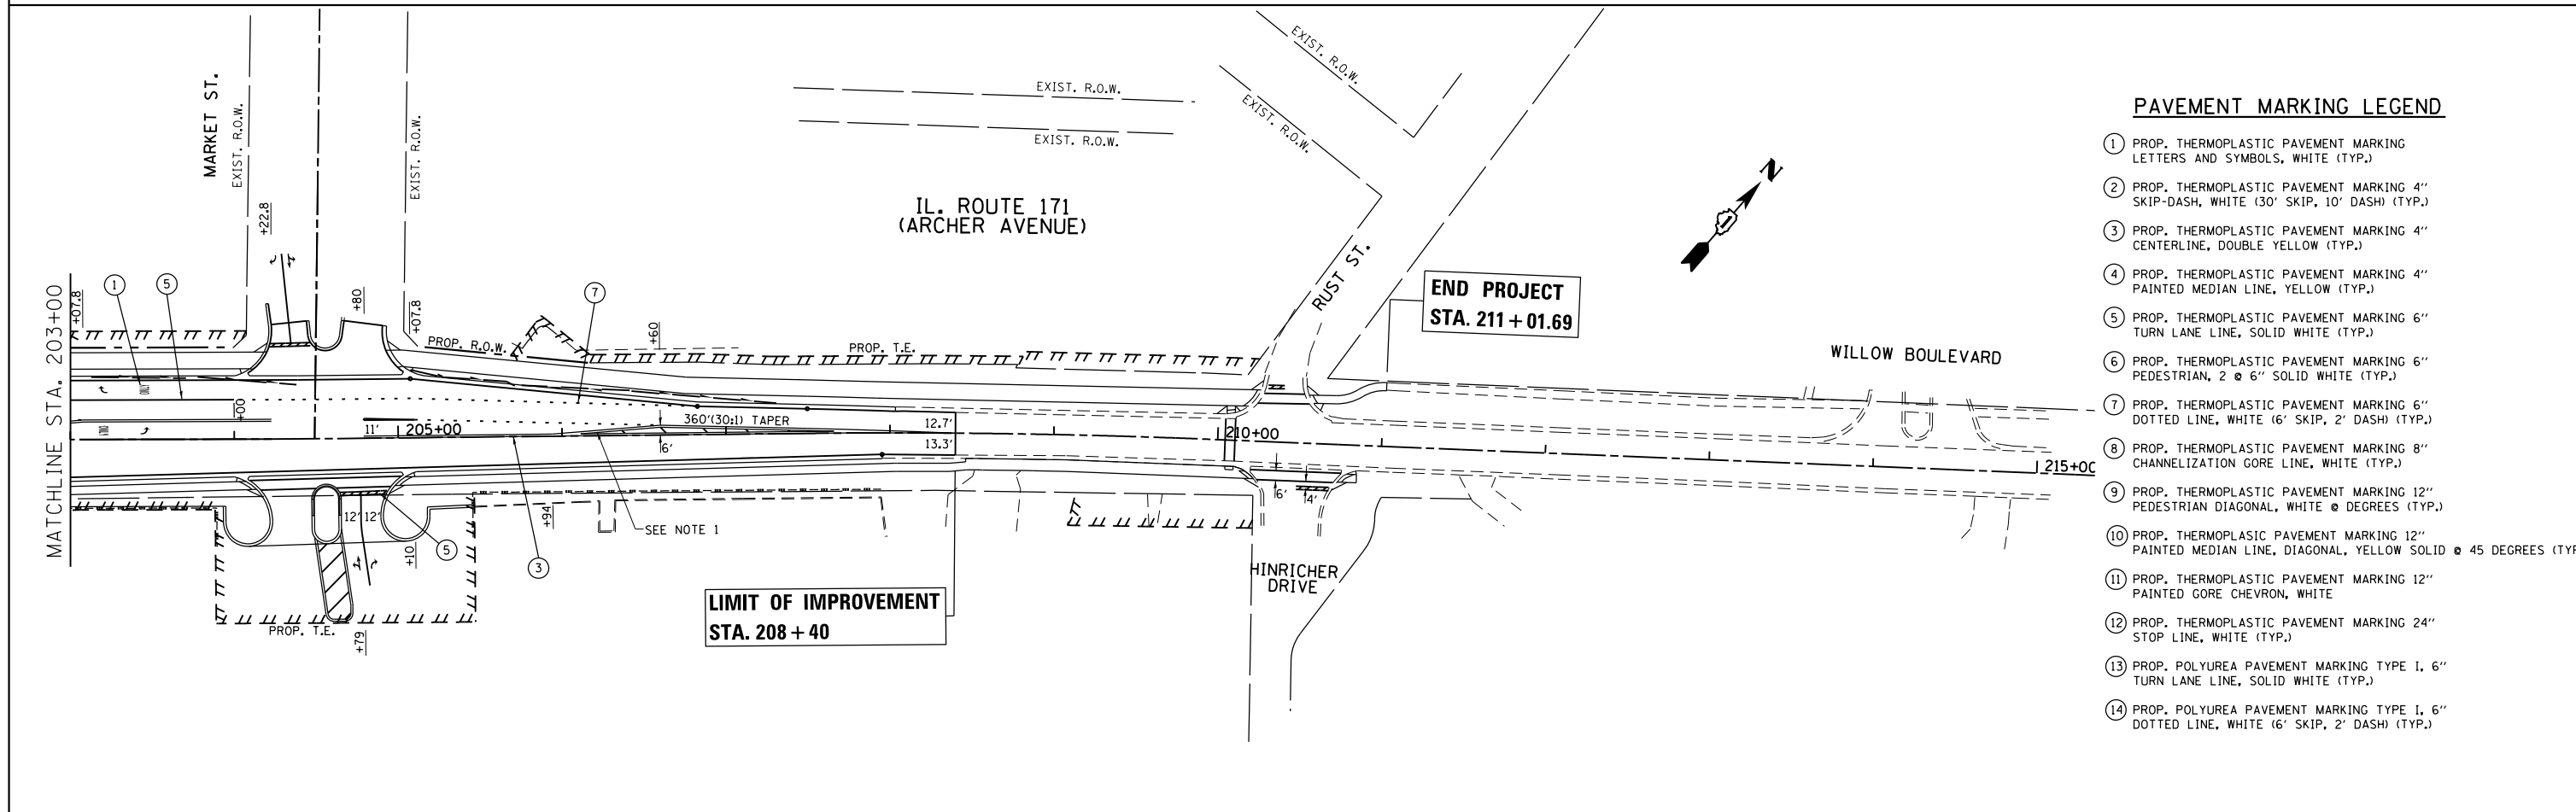 MARKET ST.
EXIST. R.O.W.
EXIST. R.O.W.
EXIST. R.O.W.
EXIST. R.O.W.
EXIST. R.O.W.
EXIST. R.O.W.
IL. ROUTE 171
(ARCHER AVENUE)
RUST ST.
N
MATCHLINE STA. 203+00
+07.8
1
5
+22.8
+80
+07.8
PROP. R.O.W.
7
+60
PROP. T.E.
END PROJECT
STA. 211+01.69
WILLOW BOULEVARD
+00
11'
205+00
360'(30:1) TAPER
6'
12.7'
13.3'
210+00
215+00
6'
4'
12'
12'
+10
5
3
+94
SEE NOTE 1
PROP. T.E.
+79
LIMIT OF IMPROVEMENT
STA. 208+40
HINRICHER
DRIVE
PAVEMENT MARKING LEGEND
1 PROP. THERMOPLASTIC PAVEMENT MARKING
LETTERS AND SYMBOLS, WHITE (TYP.)
2 PROP. THERMOPLASTIC PAVEMENT MARKING 4"
SKIP-DASH, WHITE (30' SKIP, 10' DASH) (TYP.)
3 PROP. THERMOPLASTIC PAVEMENT MARKING 4"
CENTERLINE, DOUBLE YELLOW (TYP.)
4 PROP. THERMOPLASTIC PAVEMENT MARKING 4"
PAINTED MEDIAN LINE, YELLOW (TYP.)
5 PROP. THERMOPLASTIC PAVEMENT MARKING 6"
TURN LANE LINE, SOLID WHITE (TYP.)
6 PROP. THERMOPLASTIC PAVEMENT MARKING 6"
PEDESTRIAN, 2 @ 6" SOLID WHITE (TYP.)
7 PROP. THERMOPLASTIC PAVEMENT MARKING 6"
DOTTED LINE, WHITE (6' SKIP, 2' DASH) (TYP.)
8 PROP. THERMOPLASTIC PAVEMENT MARKING 8"
CHANNELIZATION GORE LINE, WHITE (TYP.)
9 PROP. THERMOPLASTIC PAVEMENT MARKING 12"
PEDESTRIAN DIAGONAL, WHITE @ DEGREES (TYP.)
10 PROP. THERMOPLASIC PAVEMENT MARKING 12"
PAINTED MEDIAN LINE, DIAGONAL, YELLOW SOLID @ 45 DEGREES (TYP
11 PROP. THERMOPLASTIC PAVEMENT MARKING 12"
PAINTED GORE CHEVRON, WHITE
12 PROP. THERMOPLASTIC PAVEMENT MARKING 24"
STOP LINE, WHITE (TYP.)
13 PROP. POLYUREA PAVEMENT MARKING TYPE I, 6"
TURN LANE LINE, SOLID WHITE (TYP.)
14 PROP. POLYUREA PAVEMENT MARKING TYPE I, 6"
DOTTED LINE, WHITE (6' SKIP, 2' DASH) (TYP.)